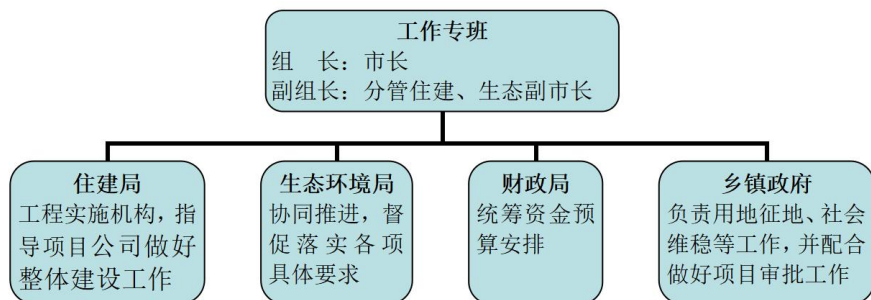 工作专班
组 长：市长
副组长：分管住建、生态副市长
住建局
工程实施机构，指
导项目公司做好
整体建设工作
生态环境局
协同推进，督
促落实各项
具体要求
财政局
统筹资金预
算安排
乡镇政府
负责用地征地、社会
维稳等工作，并配合
做好项目审批工作